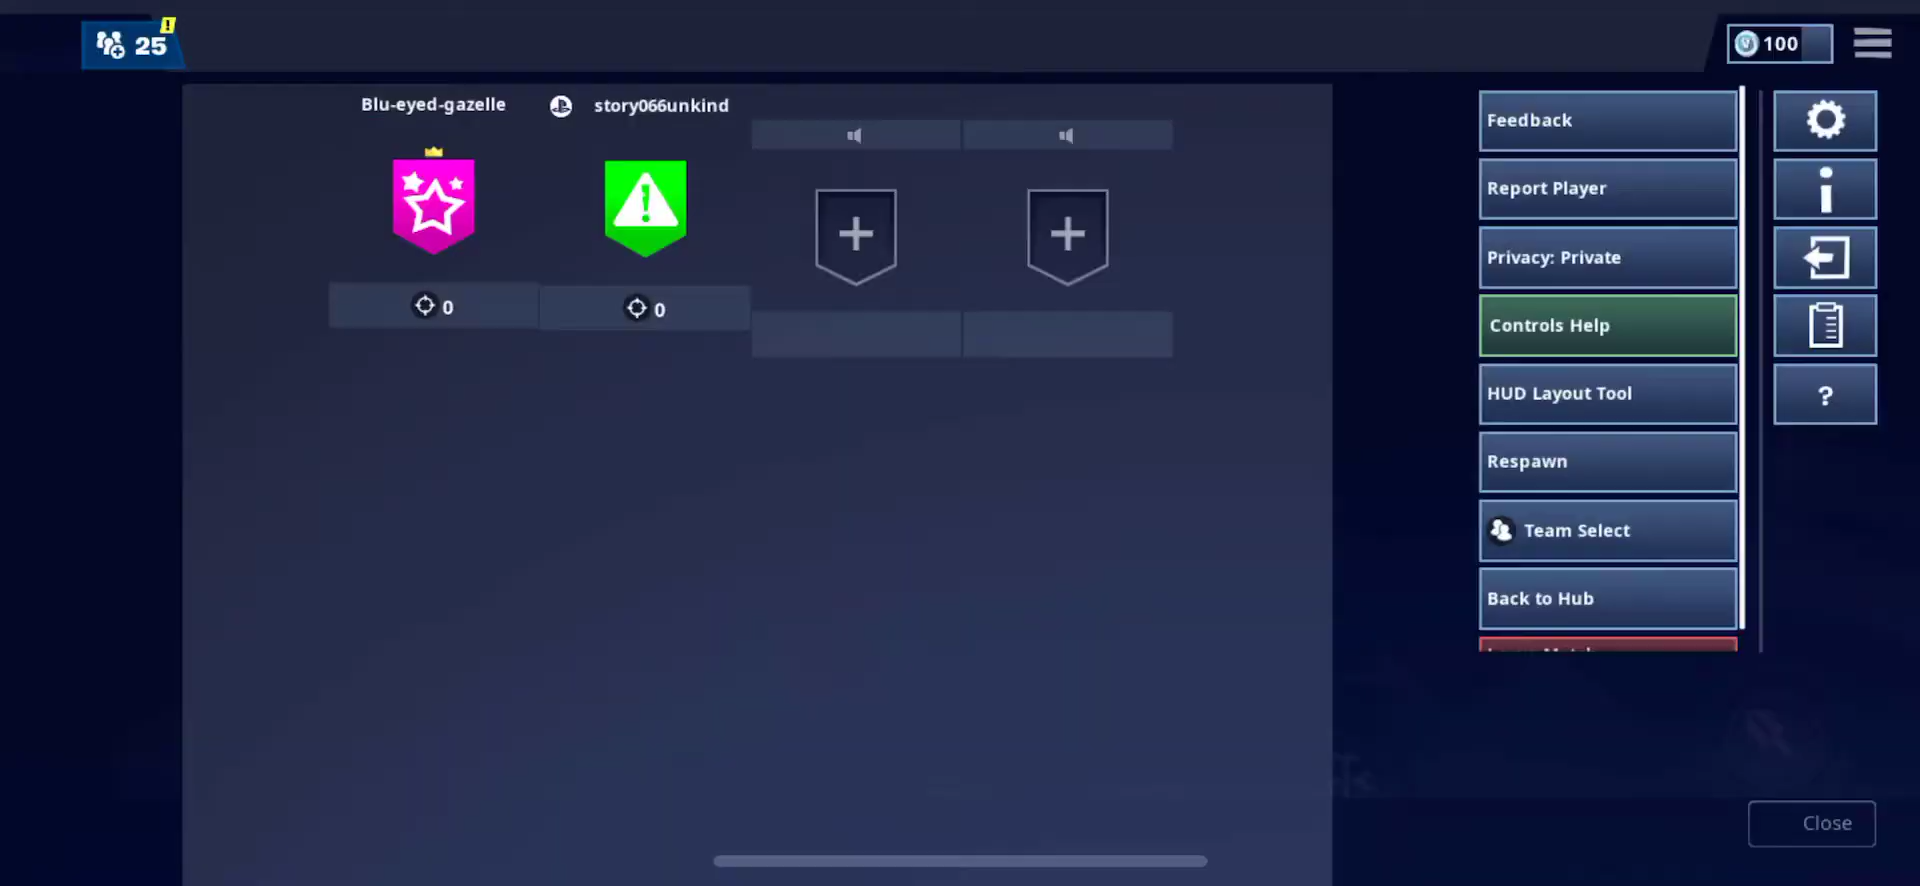 25
!
100
Blu-eyed-gazelle
story066unkind
0
0
Feedback
Report Player
Privacy: Private
Controls Help
HUD Layout Tool
Respawn
Team Select
Back to Hub
?
Close